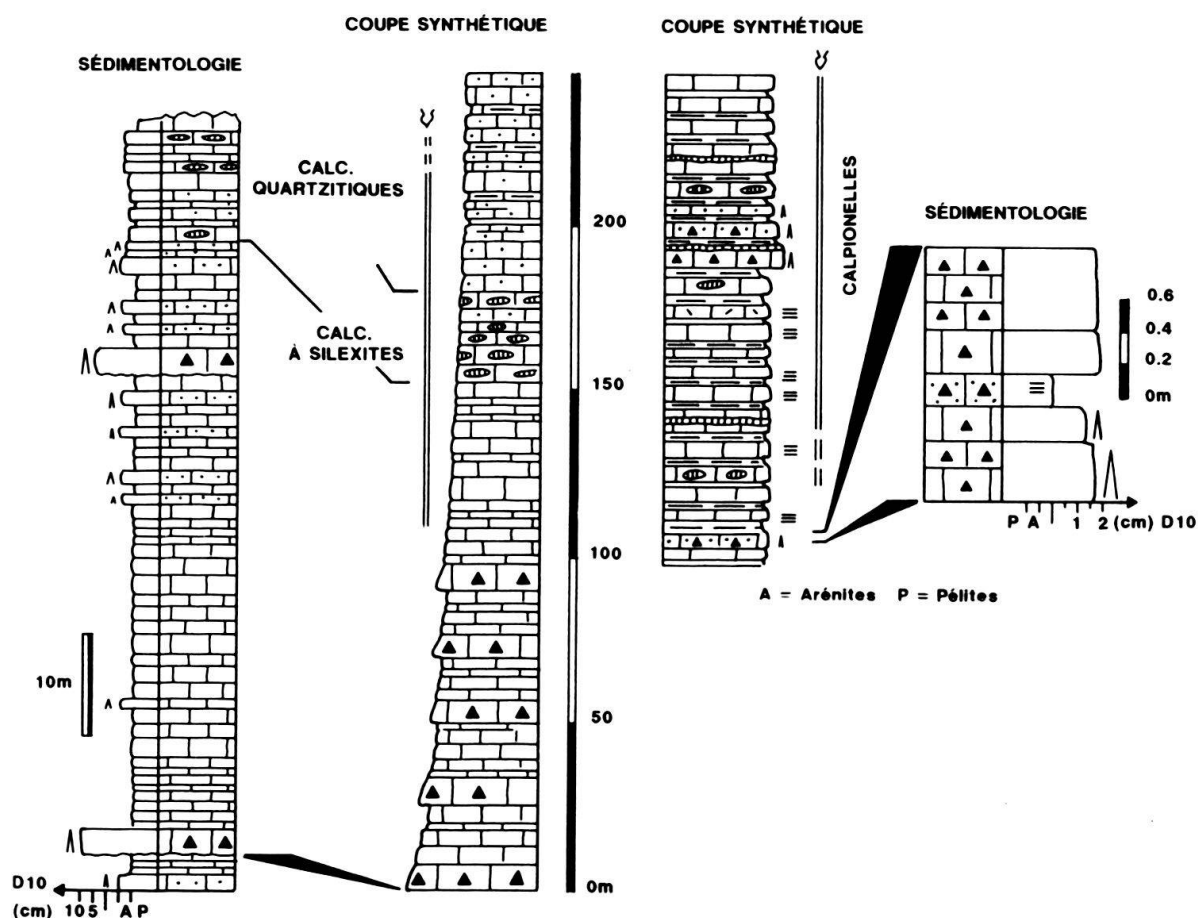 COUPE SYNTHÉTIQUE
SÉDIMENTOLOGIE
CALC.
QUARTZITIQUES
CALC.
À SILEXITES
10m
D10
(cm) 10 5 A P
200
150
100
50
0m
COUPE SYNTHÉTIQUE
CALPIONELLES
SÉDIMENTOLOGIE
0.6
0.4
0.2
0m
P A 1 2 (cm) D10
A = Arénites P = Pélites